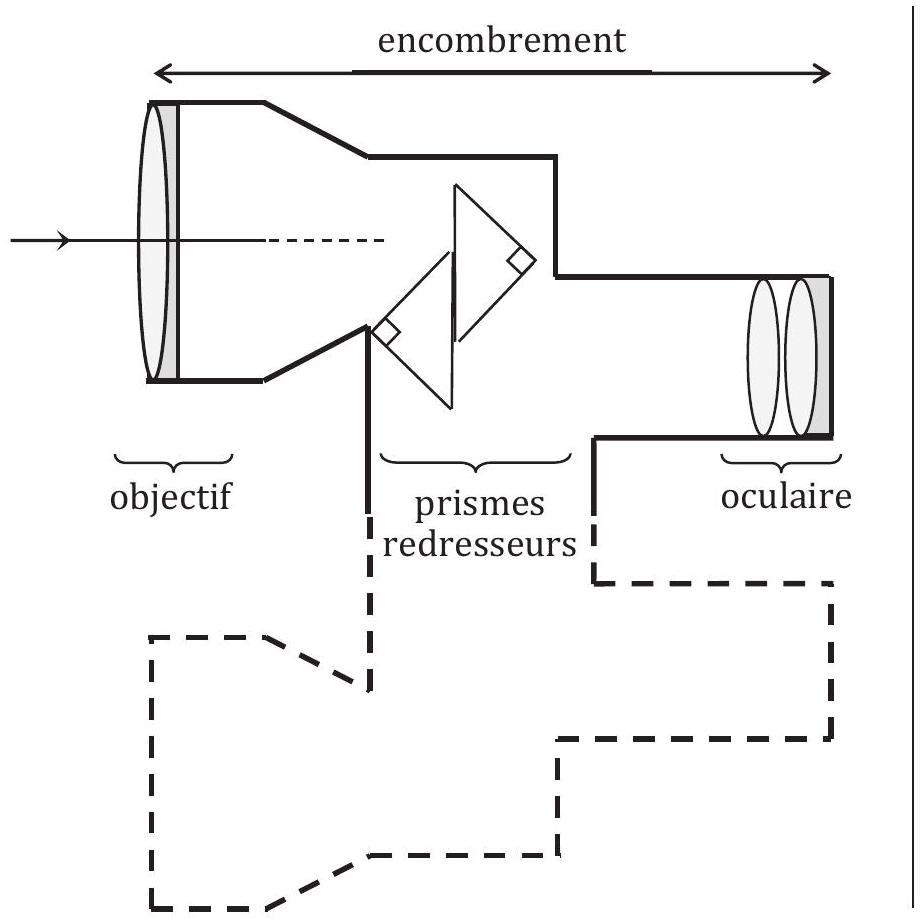 encombrement
objectif
prismes
redresseurs
oculaire